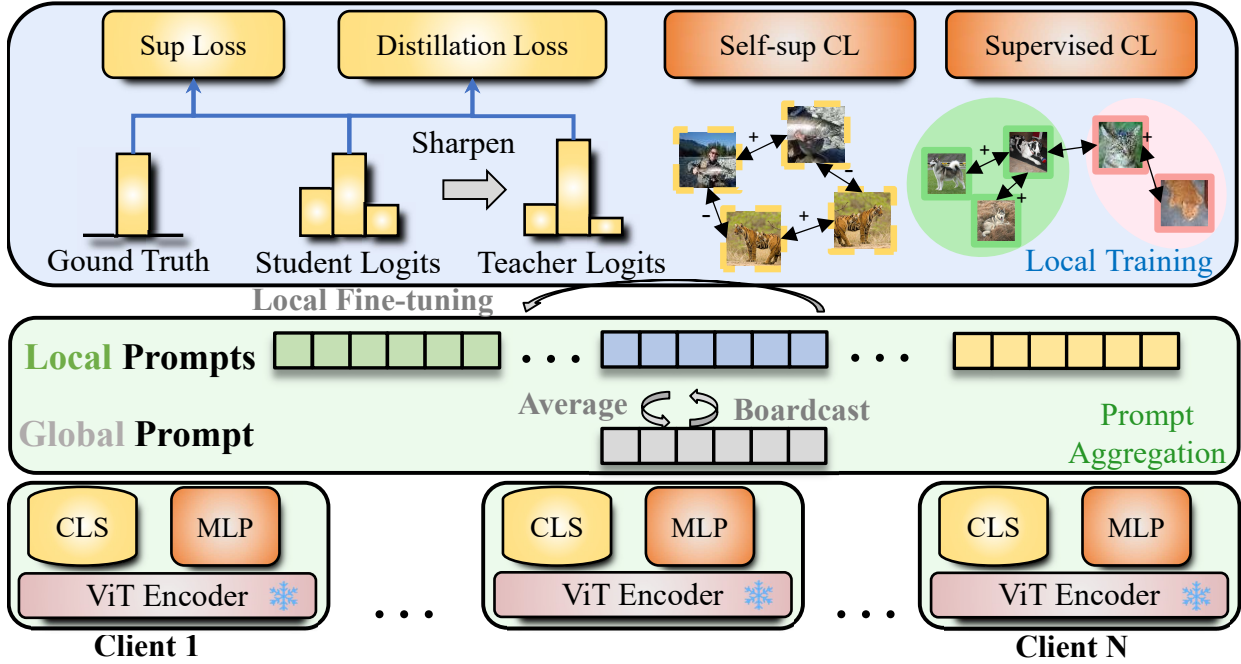 Sup Loss
Distillation Loss
Self-sup CL
Supervised CL
Sharpen
+
-
-
+
+
+
+
Gound Truth
Student Logits
Teacher Logits
Local Training
Local Fine-tuning
Local Prompts
. . .
. . .
Average
Boardcast
Global Prompt
Prompt
Aggregation
CLS
MLP
ViT Encoder
Client 1
. . .
CLS
MLP
ViT Encoder
. . .
CLS
MLP
ViT Encoder
Client N